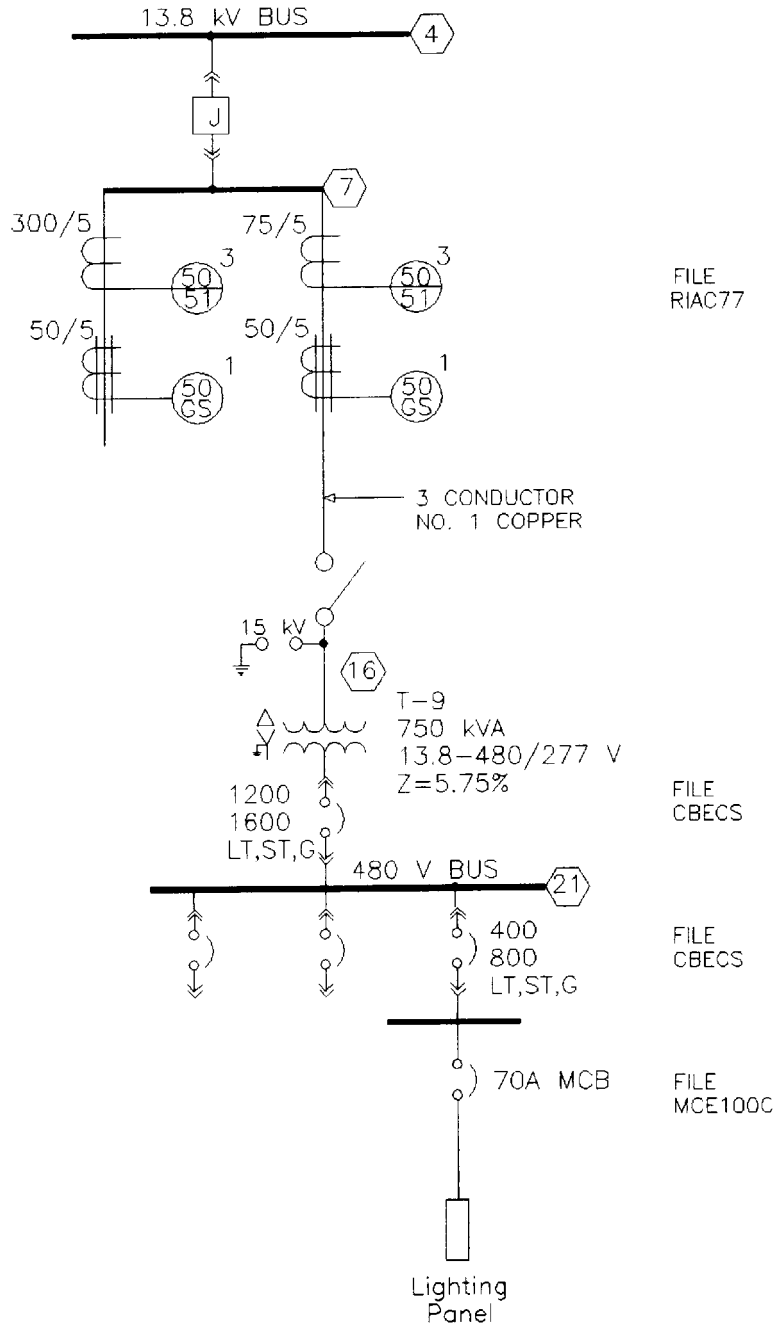 13.8 kV BUS
4
J
7
300/5
75/5
3
50
51
3
50
51
FILE
RIAC77
50/5
50/5
1
50
GS
1
50
GS
3 CONDUCTOR
NO. 1 COPPER
15 kV
16
T-9
750 kVA
13.8-480/277 V
Z=5.75%
1200
1600
LT,ST,G
FILE
CBECS
480 V BUS
21
400
800
LT,ST,G
FILE
CBECS
70A MCB
FILE
MCE100C
Lighting
Panel